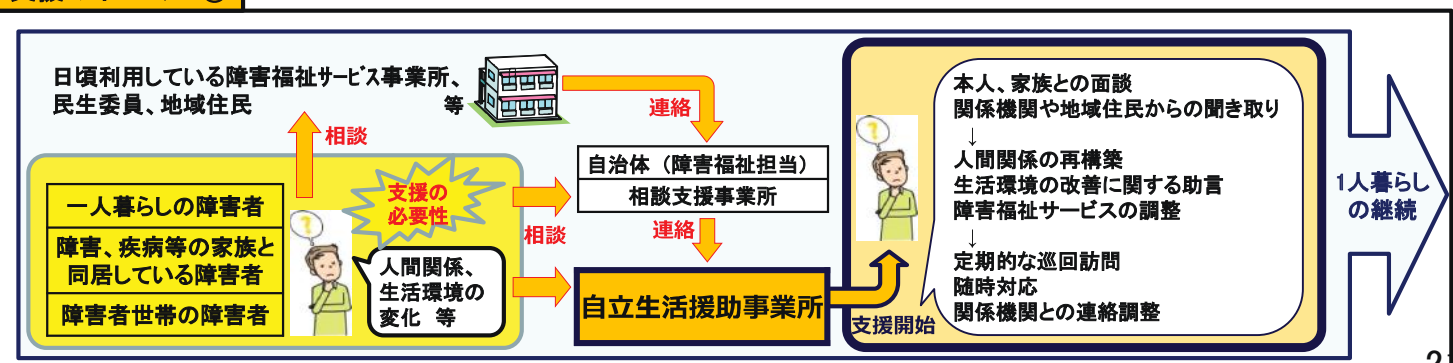 日頃利用している障害福祉サービス事業所、
民生委員、地域住民 等
連絡
相談
自治体（障害福祉担当）
相談支援事業所
一人暮らしの障害者
障害、疾病等の家族と
同居している障害者
障害者世帯の障害者
?
支援の
必要性
人間関係、
生活環境の
変化 等
相談
連絡
自立生活援助事業所
支援開始
?
本人、家族との面談
関係機関や地域住民からの聞き取り
↓
人間関係の再構築
生活環境の改善に関する助言
障害福祉サービスの調整
↓
定期的な巡回訪問
随時対応
関係機関との連絡調整
1人暮らし
の継続